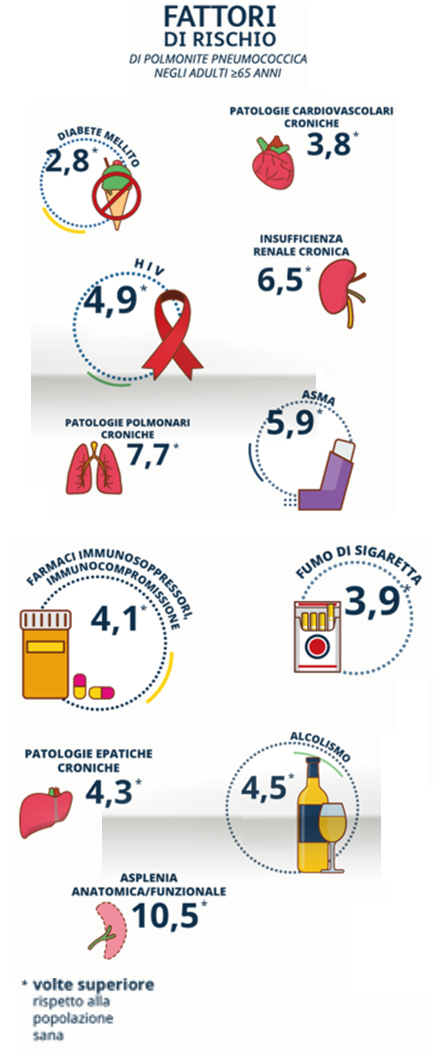 FATTORI
DI RISCHIO
DI POLMONITE PNEUMOCOCCICA
NEGLI ADULTI ≥65 ANNI
DIABETE MELLITO
2,8*
PATOLOGIE CARDIOVASCOLARI
CRONICHE
3,8*
HIV
4,9*
INSUFFICIENZA
RENALE CRONICA
6,5*
PATOLOGIE POLMONARI
CRONICHE
7,7*
ASMA
5,9*
FARMACI IMMUNOSOPPRESSORI,
IMMUNOCOMPROMISSIONE
4,1*
FUMO DI SIGARETTA
3,9*
PATOLOGIE EPATICHE
CRONICHE
4,3*
ALCOLISMO
4,5*
ASPLENIA
ANATOMICA/FUNZIONALE
10,5*
* volte superiore
rispetto alla
popolazione
sana